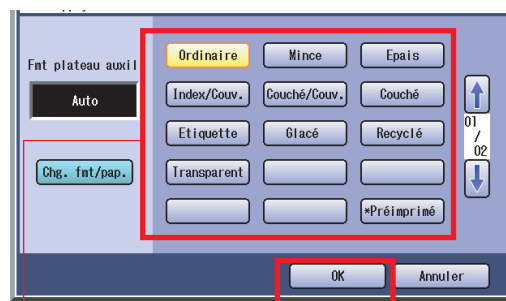 Fmt plateau auxil
Auto
Chg. fmt/pap.
Ordinaire Mince Epais
Index/Couv. Couché/Couv. Couché
Etiquette Glacé Recyclé
Transparent
*Préimprimé
01
/
02
OK Annuler